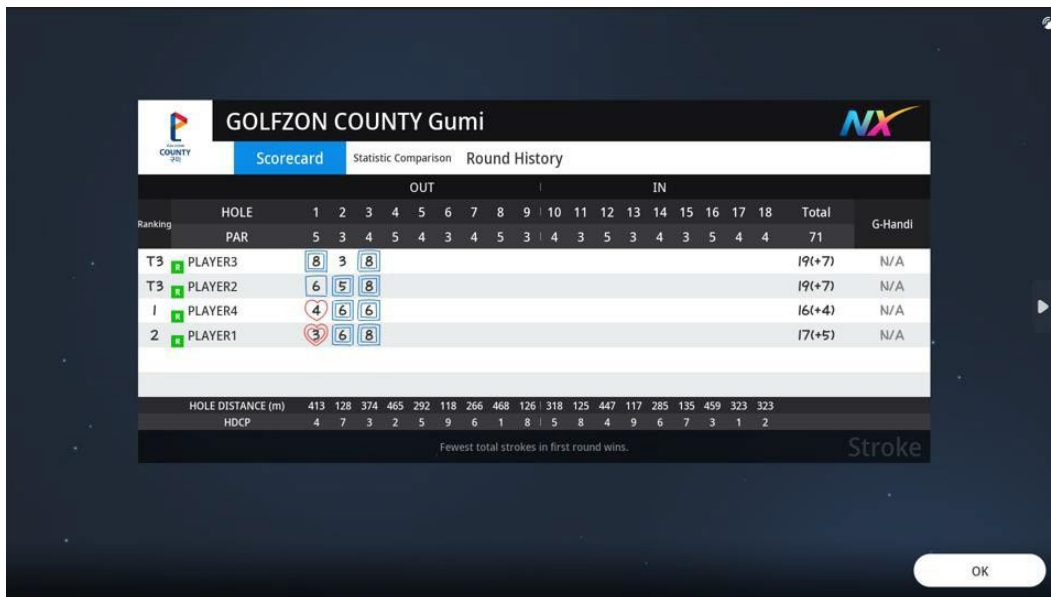 GOLFZON COUNTY Gumi
NX
COUNTY
구미
Scorecard Statistic Comparison Round History
OUT IN
Ranking HOLE 1 2 3 4 5 6 7 8 9 10 11 12 13 14 15 16 17 18 Total G-Handi
PAR 5 3 4 5 4 3 4 5 3 4 3 5 3 4 3 5 4 4 71
T3 R PLAYER3 8 3 8 19(+7) N/A
T3 R PLAYER2 6 5 8 19(+7) N/A
1 R PLAYER4 4 6 6 16(+4) N/A
2 R PLAYER1 3 6 8 17(+5) N/A
HOLE DISTANCE (m) 413 128 374 465 292 118 266 468 126 318 125 447 117 285 135 459 323 323
HDCP 4 7 3 2 5 9 6 1 8 5 8 4 9 6 7 3 1 2
Fewest total strokes in first round wins.
Stroke
OK